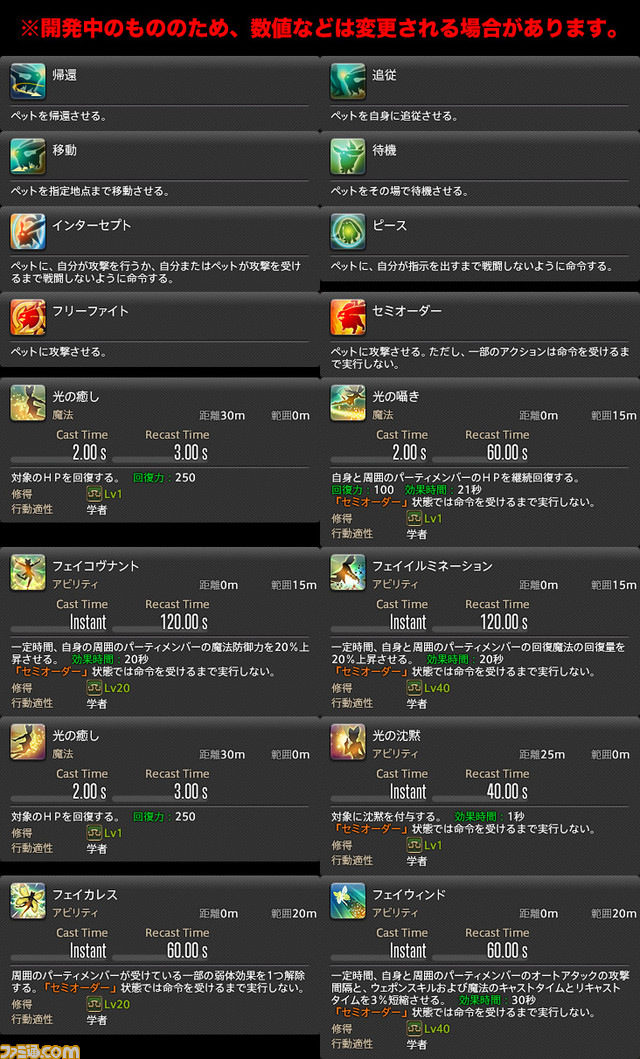 ※開発中のもののため、数値などは変更される場合があります。
帰還
ペットを帰還させる。
追従
ペットを自身に追従させる。
移動
ペットを指定地点まで移動させる。
待機
ペットをその場で待機させる。
インターセプト
ペットに、自分が攻撃を行うか、自分またはペットが攻撃を受け
るまで戦闘しないように命令する。
ピース
ペットに、自分が指示を出すまで戦闘しないように命令する。
フリーファイト
ペットに攻撃させる。
セミオーダー
ペットに攻撃させる。ただし、一部のアクションは命令を受けるま
で実行しない。
光の癒し
魔法 距離30m 範囲0m
Cast Time Recast Time
2.00 s 3.00 s
対象のHPを回復する。 回復力：250
修得 Lv1
行動適性 学者
光の囁き
魔法 距離0m 範囲15m
Cast Time Recast Time
2.00 s 60.00 s
自身と周囲のパーティメンバーのHPを継続回復する。
回復力：100 効果時間：21秒
「セミオーダー」状態では命令を受けるまで実行しない。
修得 Lv1
行動適性 学者
フェイコヴナント
アビリティ 距離0m 範囲15m
Cast Time Recast Time
Instant 120.00 s
一定時間、自身の周囲のパーティメンバーの魔法防御力を20％上
昇させる。 効果時間：20秒
「セミオーダー」状態では命令を受けるまで実行しない。
修得 Lv20
行動適性 学者
フェイイルミネーション
アビリティ 距離0m 範囲15m
Cast Time Recast Time
Instant 120.00 s
一定時間、自身と周囲のパーティメンバーの回復魔法の回復量を
20％上昇させる。 効果時間：20秒
「セミオーダー」状態では命令を受けるまで実行しない。
修得 Lv40
行動適性 学者
光の癒し
魔法 距離30m 範囲0m
Cast Time Recast Time
2.00 s 3.00 s
対象のHPを回復する。 回復力：250
修得 Lv1
行動適性 学者
光の沈黙
アビリティ 距離25m 範囲0m
Cast Time Recast Time
Instant 40.00 s
対象に沈黙を付与する。 効果時間：1秒
「セミオーダー」状態では命令を受けるまで実行しない。
修得 Lv1
行動適性 学者
フェイカレス
アビリティ 距離0m 範囲20m
Cast Time Recast Time
Instant 60.00 s
周囲のパーティメンバーが受けている一部の弱体効果を1つ解除
する。「セミオーダー」状態では命令を受けるまで実行しない。
修得 Lv20
行動適性 学者
フェイウィンド
アビリティ 距離0m 範囲20m
Cast Time Recast Time
Instant 60.00 s
一定時間、自身と周囲のパーティメンバーのオートアタックの攻撃
間隔と、ウェポンスキルおよび魔法のキャストタイムとリキャスト
タイムを3％短縮させる。 効果時間：30秒
「セミオーダー」状態では命令を受けるまで実行しない。
修得 Lv40
行動適性 学者
ファミ通.com